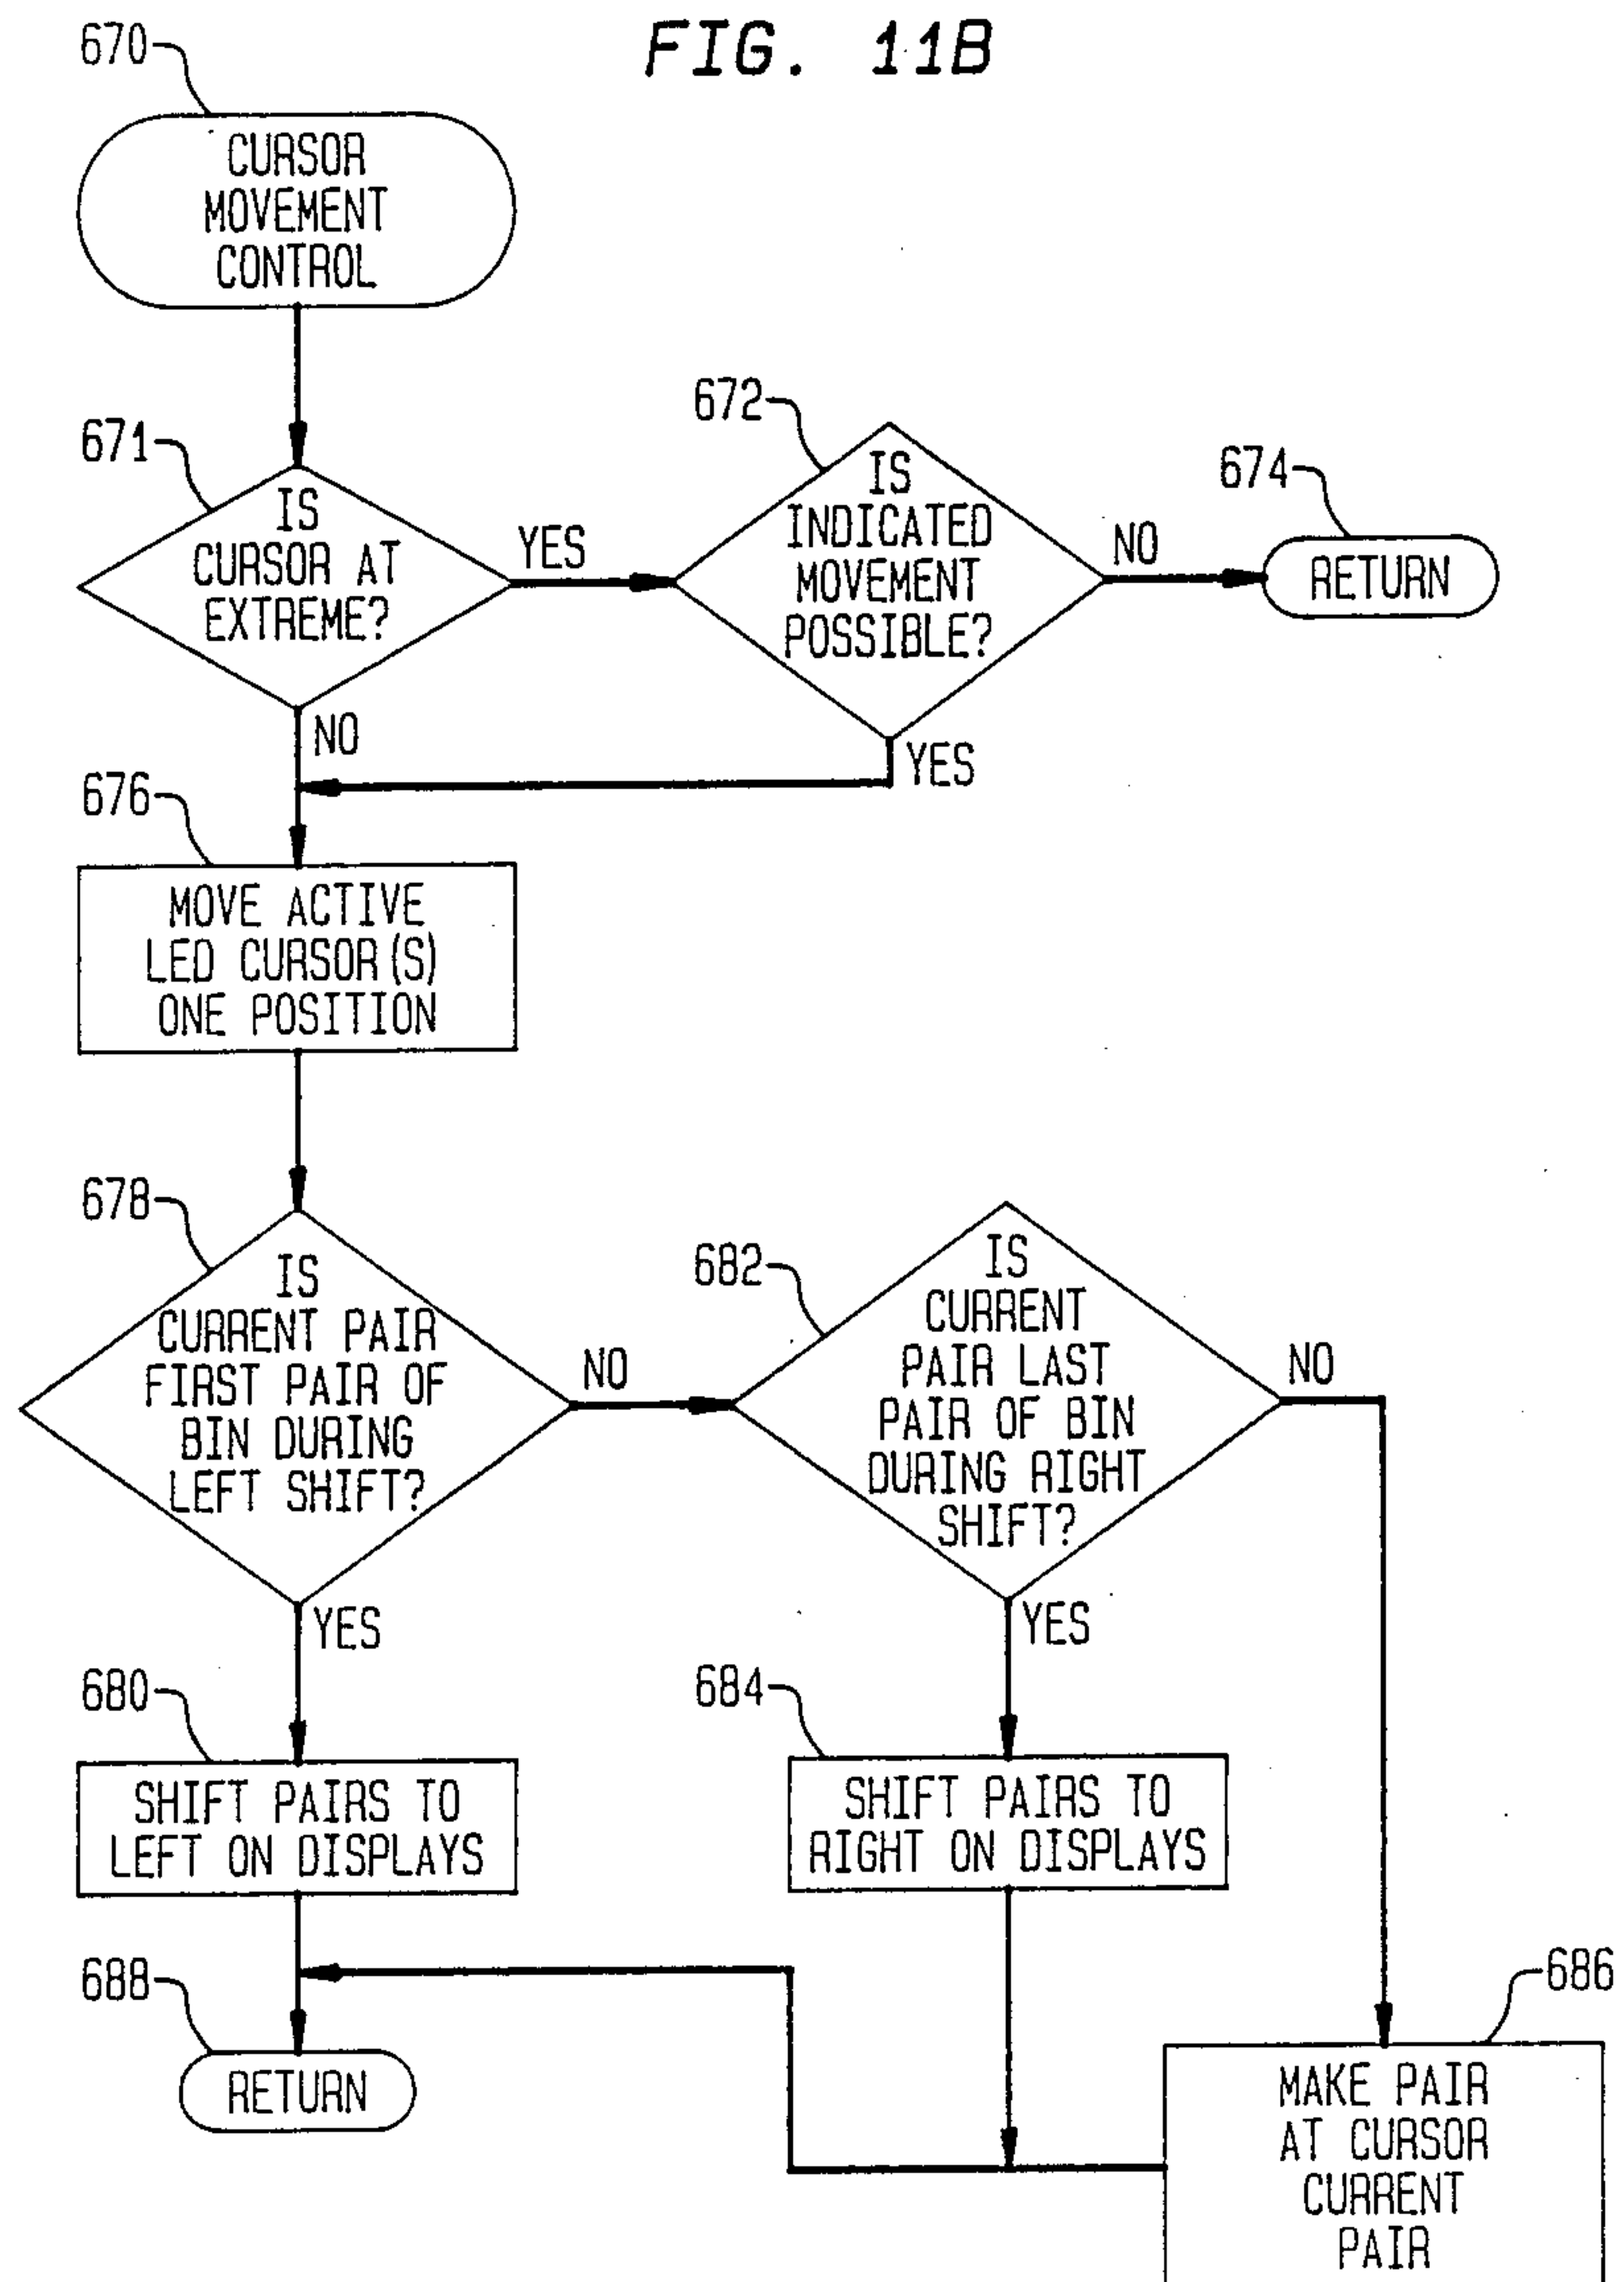 FIG. 11B
670
CURSOR
MOVEMENT
CONTROL
671
IS
CURSOR AT
EXTREME?
YES
NO
672
IS
INDICATED
MOVEMENT
POSSIBLE?
NO
YES
674
RETURN
676
MOVE ACTIVE
LED CURSOR(S)
ONE POSITION
678
IS
CURRENT PAIR
FIRST PAIR OF
BIN DURING
LEFT SHIFT?
NO
YES
682
IS
CURRENT
PAIR LAST
PAIR OF BIN
DURING RIGHT
SHIFT?
NO
YES
680
SHIFT PAIRS TO
LEFT ON DISPLAYS
684
SHIFT PAIRS TO
RIGHT ON DISPLAYS
688
RETURN
686
MAKE PAIR
AT CURSOR
CURRENT
PAIR